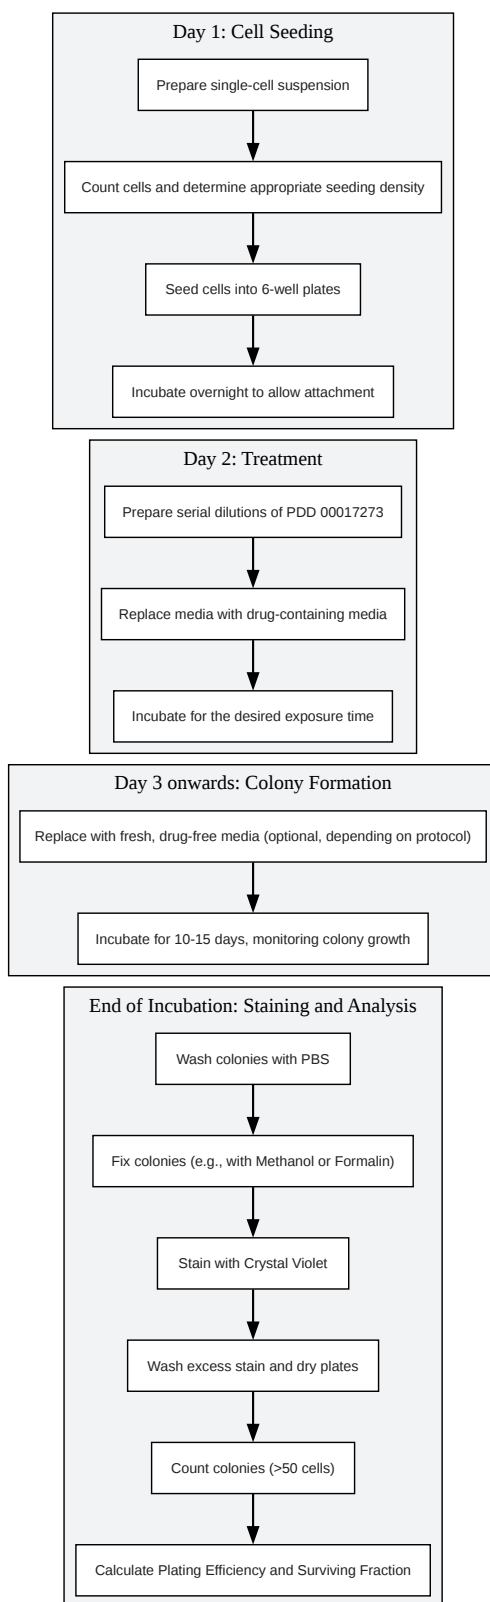 Day 1: Cell Seeding
Prepare single-cell suspension
Count cells and determine appropriate seeding density
Seed cells into 6-well plates
Incubate overnight to allow attachment
Day 2: Treatment
Prepare serial dilutions of PDD 00017273
Replace media with drug-containing media
Incubate for the desired exposure time
Day 3 onwards: Colony Formation
Replace with fresh, drug-free media (optional, depending on protocol)
Incubate for 10-15 days, monitoring colony growth
End of Incubation: Staining and Analysis
Wash colonies with PBS
Fix colonies (e.g., with Methanol or Formalin)
Stain with Crystal Violet
Wash excess stain and dry plates
Count colonies (>50 cells)
Calculate Plating Efficiency and Surviving Fraction